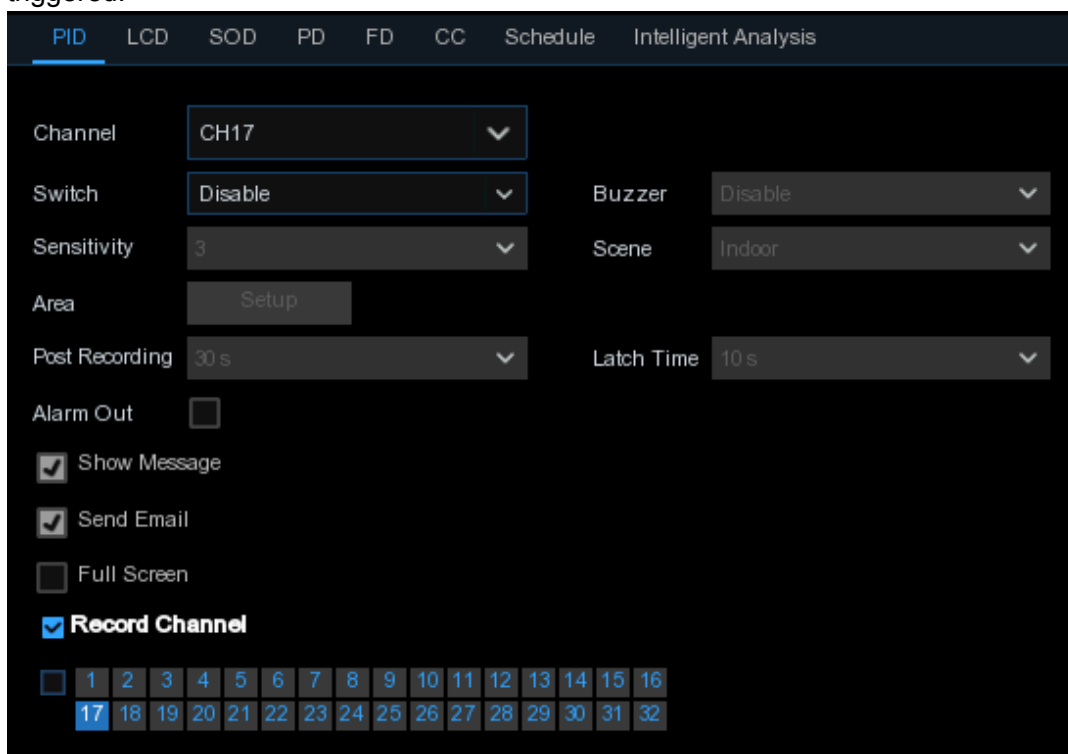 triggered.
PID LCD SOD PD FD CC Schedule Intelligent Analysis
Channel CH17
Switch Disable Buzzer Disable
Sensitivity 3 Scene Indoor
Area Setup
Post Recording 30 s Latch Time 10 s
Alarm Out
Show Message
Send Email
Full Screen
Record Channel
1 2 3 4 5 6 7 8 9 10 11 12 13 14 15 16
17 18 19 20 21 22 23 24 25 26 27 28 29 30 31 32